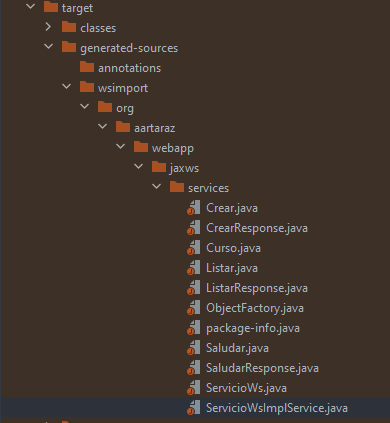 target
classes
generated-sources
annotations
wsimport
org
aartaraz
webapp
jaxws
services
Crear.java
CrearResponse.java
Curso.java
Listar.java
ListarResponse.java
ObjectFactory.java
package-info.java
Saludar.java
SaludarResponse.java
ServicioWs.java
ServicioWsImplService.java